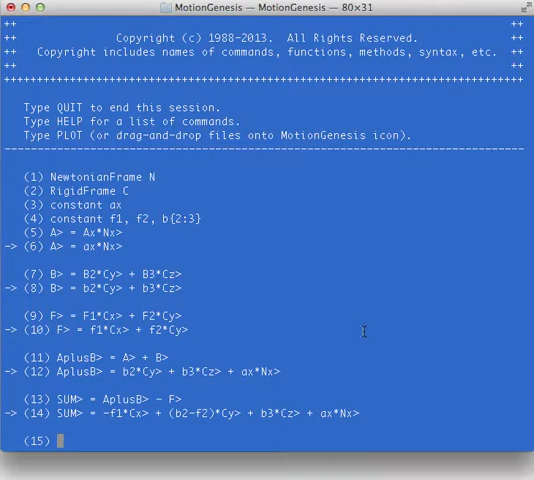 MotionGenesis — MotionGenesis — 80×31
++ ++
++ Copyright (c) 1988-2013. All Rights Reserved. ++
++ Copyright includes names of commands, functions, methods, syntax, etc. ++
++ ++
+++++++++++++++++++++++++++++++++++++++++++++++++++++++++++++++++++++++++++++++
Type QUIT to end this session.
Type HELP for a list of commands.
Type PLOT (or drag-and-drop files onto MotionGenesis icon).
-------------------------------------------------------------------------------
(1) NewtonianFrame N
(2) RigidFrame C
(3) constant ax
(4) constant f1, f2, b{2:3}
(5) A> = Ax*Nx>
-> (6) A> = ax*Nx>
(7) B> = B2*Cy> + B3*Cz>
-> (8) B> = b2*Cy> + b3*Cz>
(9) F> = F1*Cx> + F2*Cy>
-> (10) F> = f1*Cx> + f2*Cy>
(11) AplusB> = A> + B>
-> (12) AplusB> = b2*Cy> + b3*Cz> + ax*Nx>
(13) SUM> = AplusB> - F>
-> (14) SUM> = -f1*Cx> + (b2-f2)*Cy> + b3*Cz> + ax*Nx>
(15)